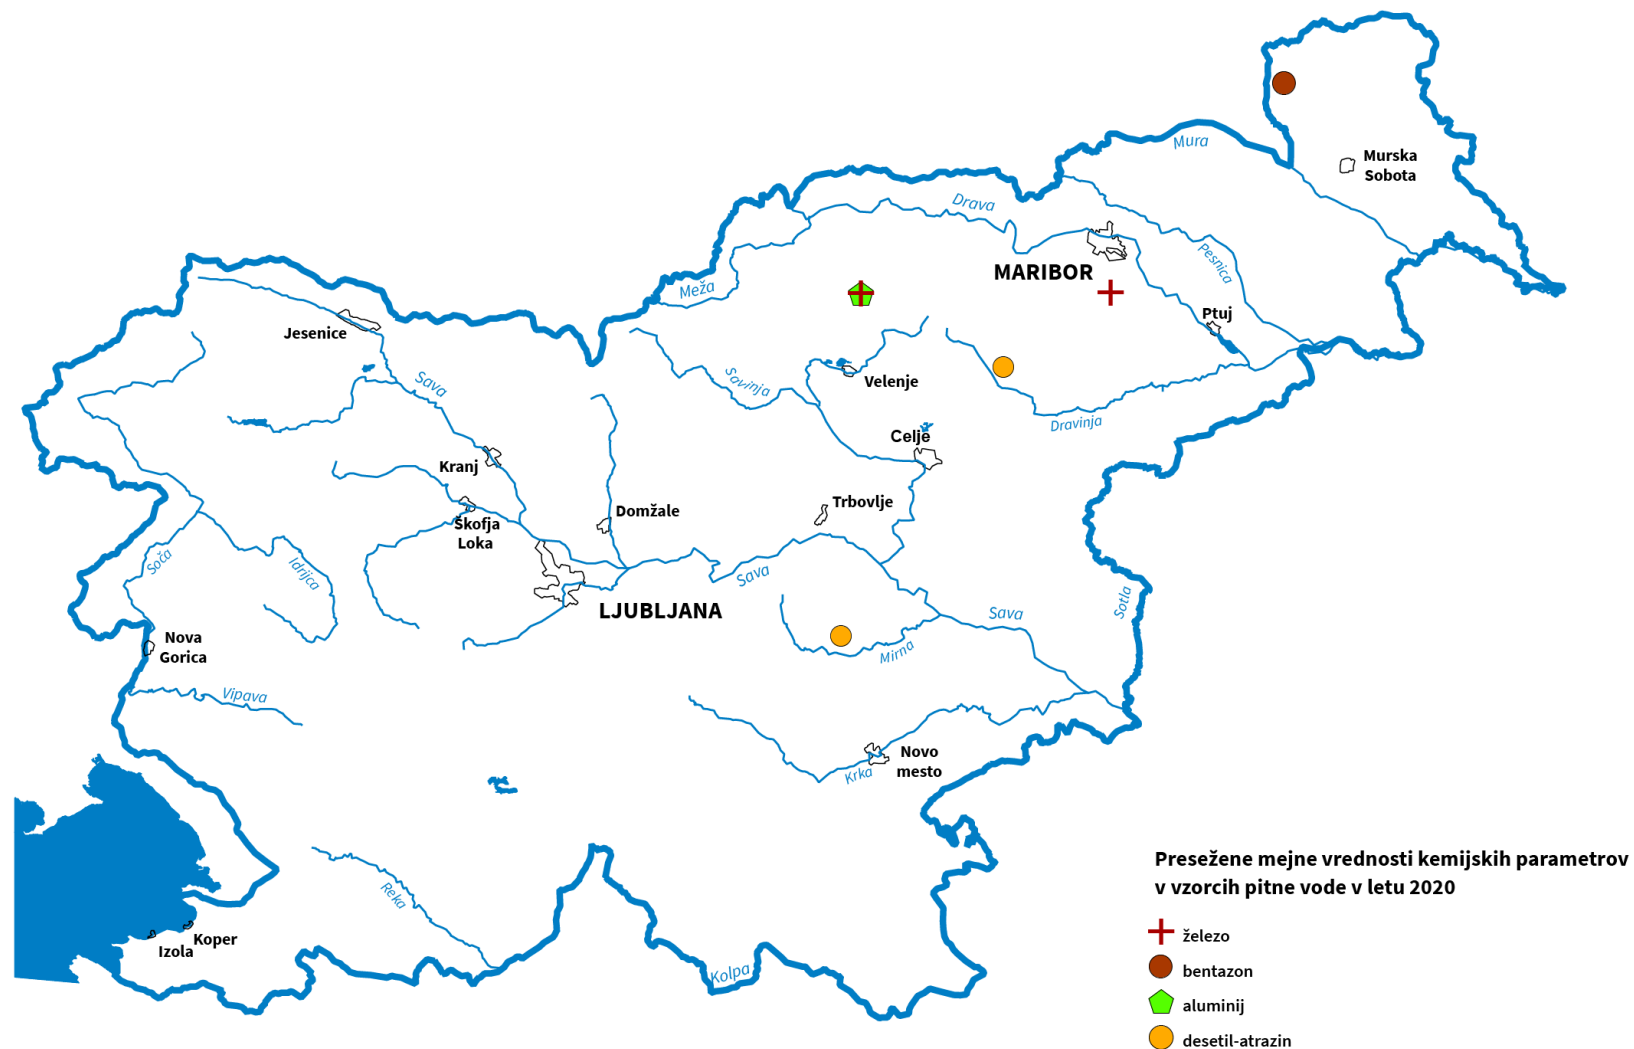 Mura
Murska
Sobota
Drava
Pesnica
MARIBOR
Meža
Ptuj
Jesenice
Velenje
Savinja
Sava
Dravinja
Celje
Kranj
Trbovlje
Domžale
Škofja
Loka
Soča
Idrijca
Sava
LJUBLJANA
Sava
Sotla
Nova
Gorica
Mirna
Vipava
Novo
mesto
Krka
Reka
Koper
Izola
Kolpa
Presežene mejne vrednosti kemijskih parametrov
v vzorcih pitne vode v letu 2020
železo
bentazon
aluminij
desetil-atrazin